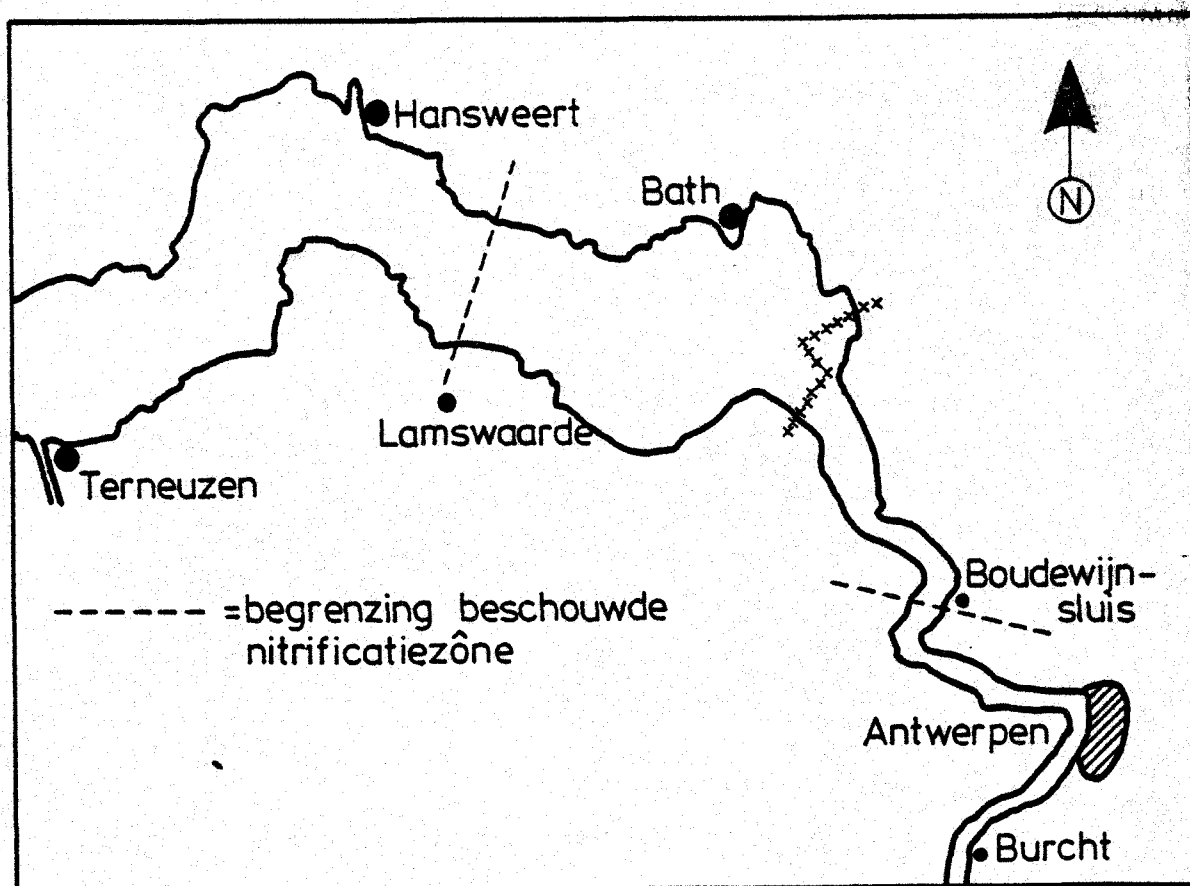 Hansweert
Bath
N
Lamswaarde
Terneuzen
Boudewijn-
sluis
------- =begrenzing beschouwde
nitrificatiezône
Antwerpen
Burcht